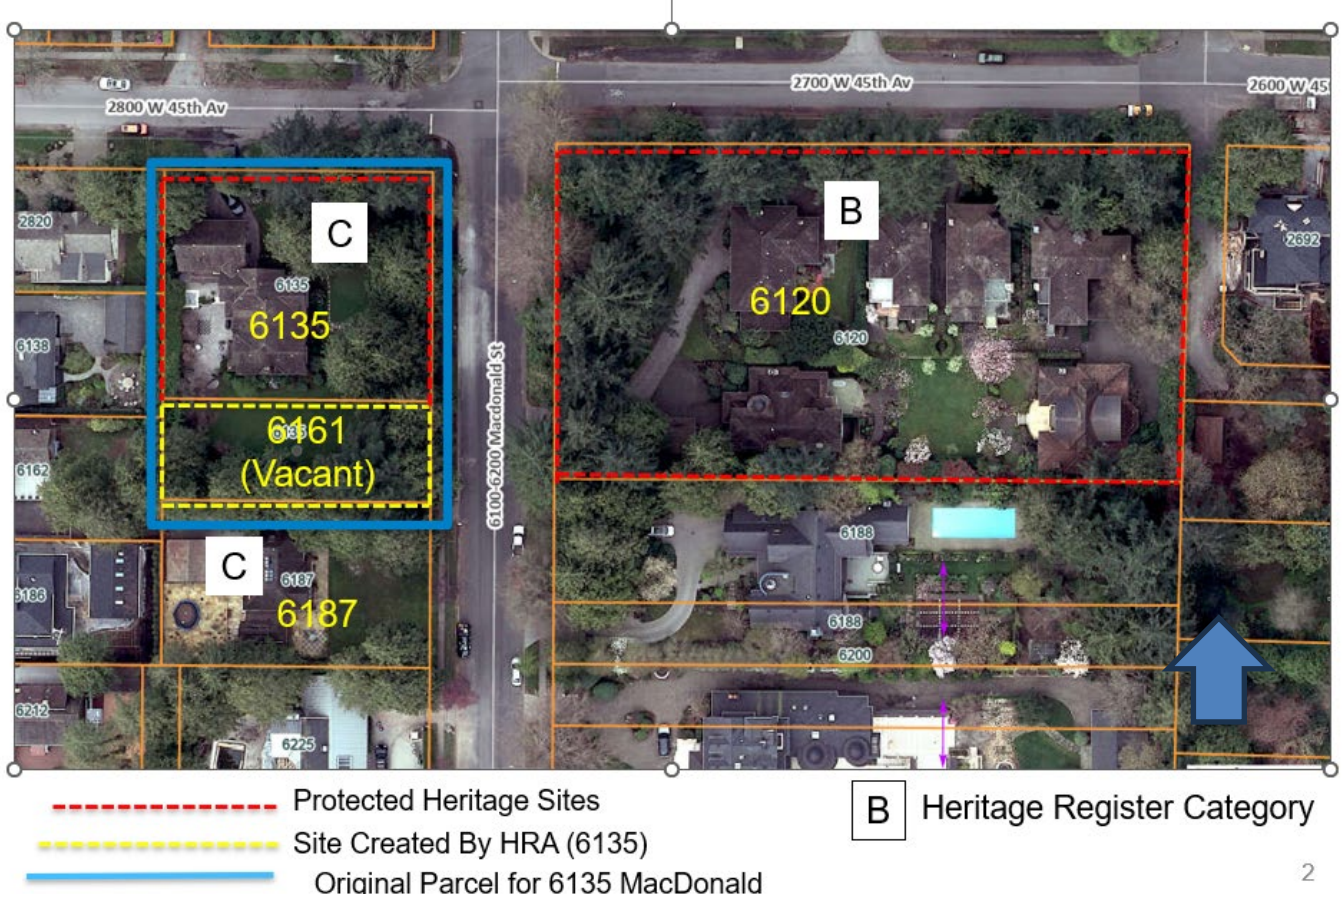 2800 W 45th Av
2700 W 45th Av
2600 W 45
2820
C
B
2692
6135
6135
6120
6120
6138
6100-6200 Macdonald St
6161
(Vacant)
6162
6188
C
6187
6187
6186
6188
6200
6212
6225
Protected Heritage Sites
B Heritage Register Category
Site Created By HRA (6135)
Original Parcel for 6135 MacDonald
2